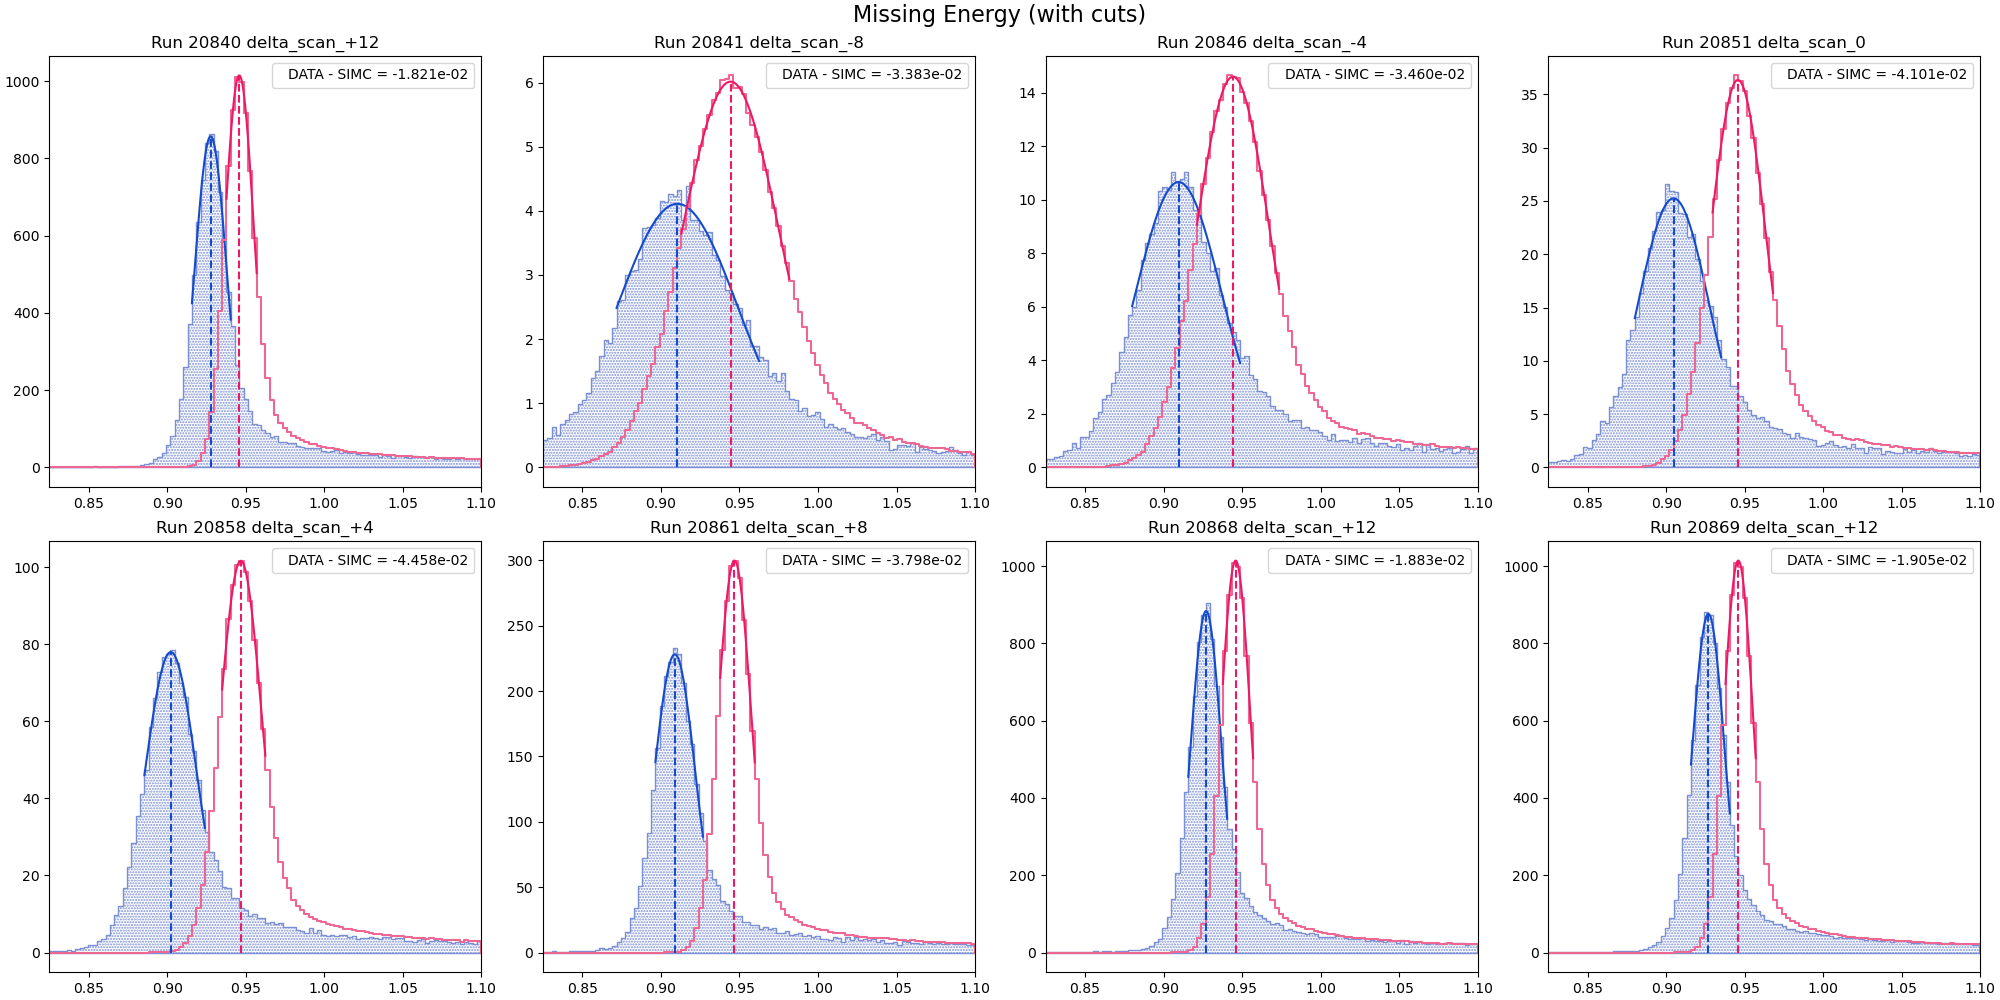 Missing Energy (with cuts)
Run 20840 delta_scan_+12
DATA - SIMC = -1.821e-02
1000
800
600
400
200
0
0.85 0.90 0.95 1.00 1.05 1.10
Run 20841 delta_scan_-8
DATA - SIMC = -3.383e-02
6
5
4
3
2
1
0
0.85 0.90 0.95 1.00 1.05 1.10
Run 20846 delta_scan_-4
DATA - SIMC = -3.460e-02
14
12
10
8
6
4
2
0
0.85 0.90 0.95 1.00 1.05 1.10
Run 20851 delta_scan_0
DATA - SIMC = -4.101e-02
35
30
25
20
15
10
5
0
0.85 0.90 0.95 1.00 1.05 1.10
Run 20858 delta_scan_+4
DATA - SIMC = -4.458e-02
100
80
60
40
20
0
0.85 0.90 0.95 1.00 1.05 1.10
Run 20861 delta_scan_+8
DATA - SIMC = -3.798e-02
300
250
200
150
100
50
0
0.85 0.90 0.95 1.00 1.05 1.10
Run 20868 delta_scan_+12
DATA - SIMC = -1.883e-02
1000
800
600
400
200
0
0.85 0.90 0.95 1.00 1.05 1.10
Run 20869 delta_scan_+12
DATA - SIMC = -1.905e-02
1000
800
600
400
200
0
0.85 0.90 0.95 1.00 1.05 1.10